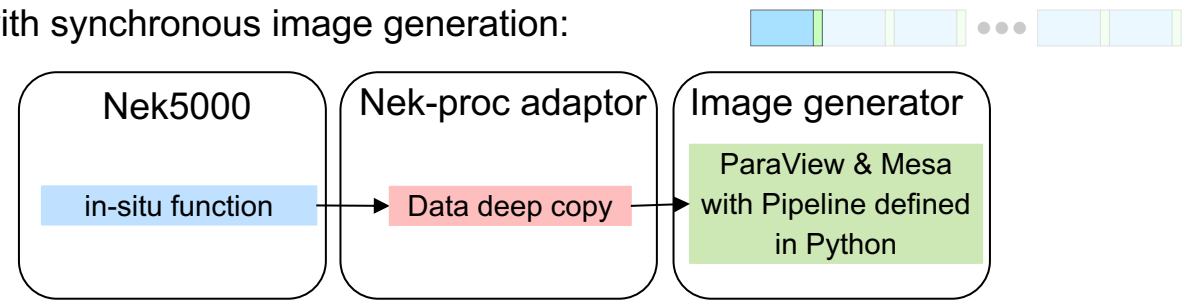 ith synchronous image generation:
Nek5000
Nek-proc adaptor
Image generator
in-situ function
Data deep copy
ParaView & Mesa
with Pipeline defined
in Python